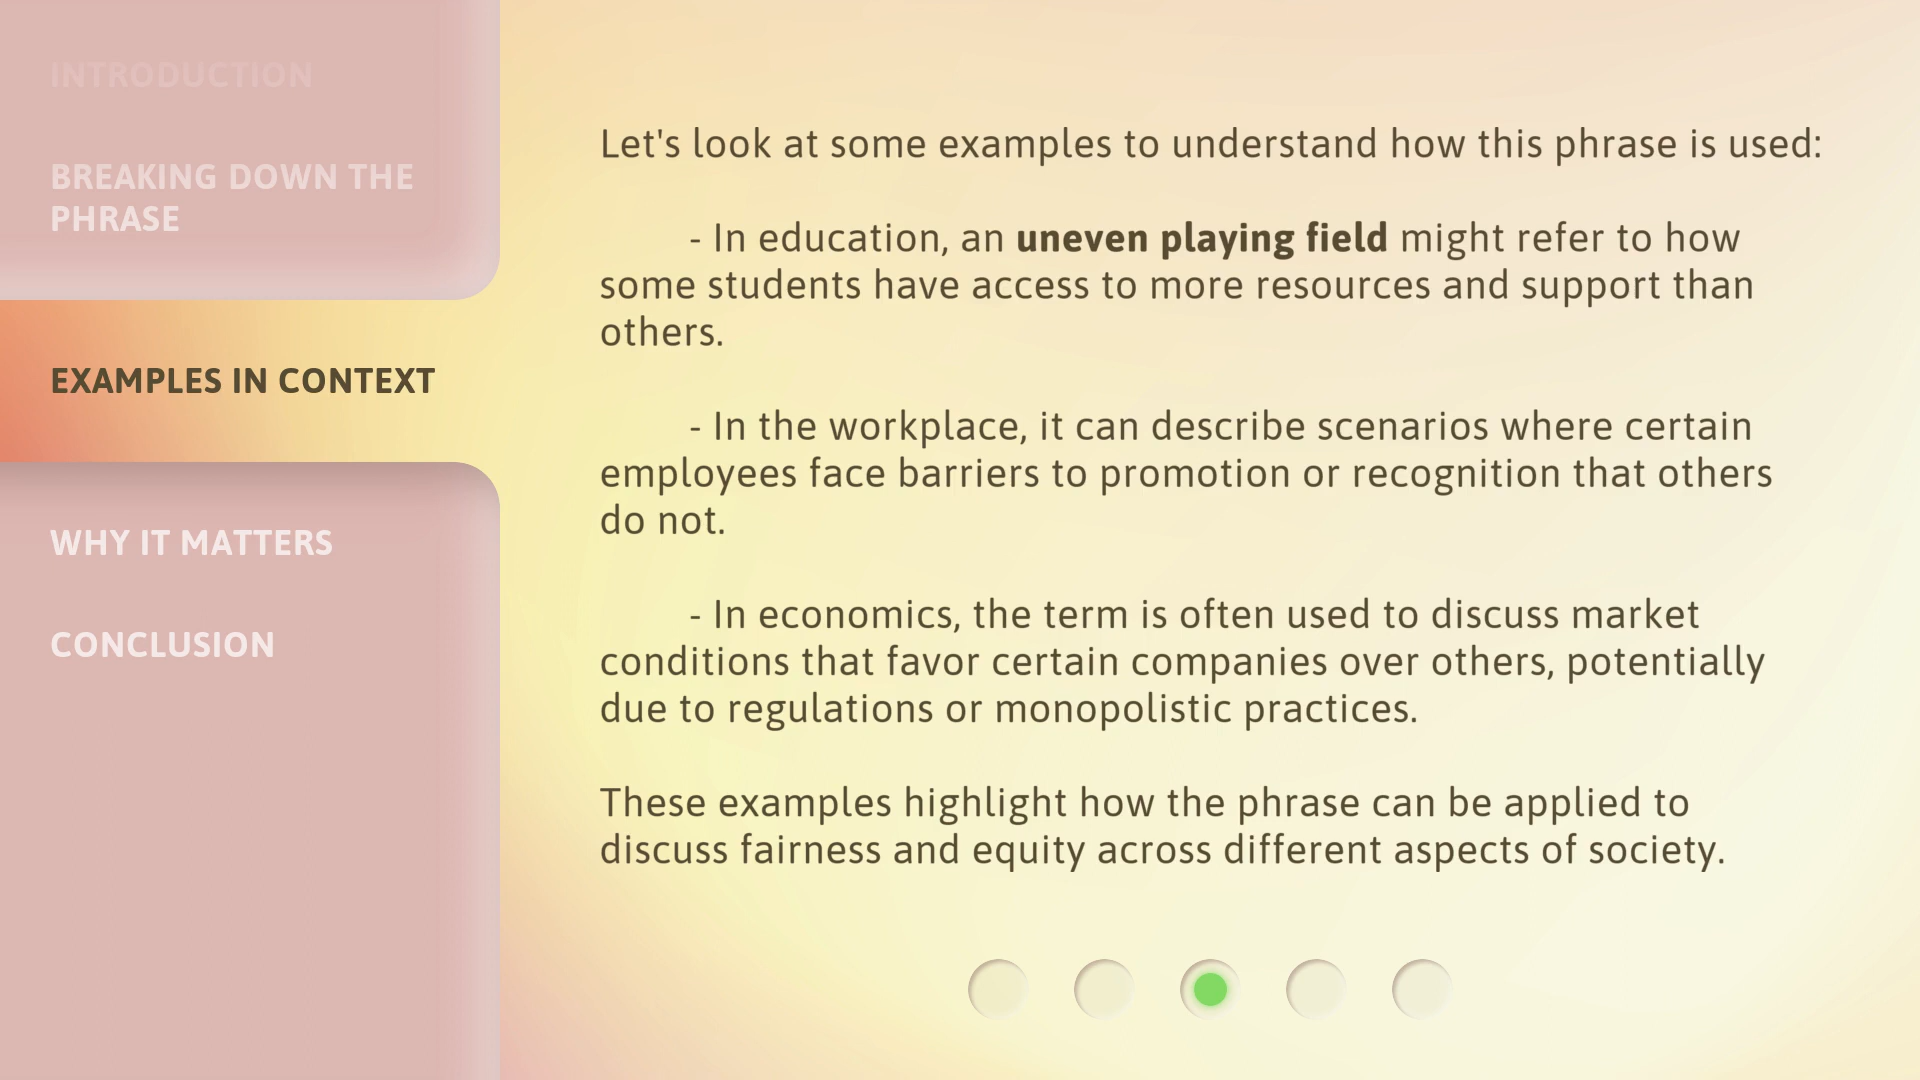 INTRODUCTION
BREAKING DOWN THE
PHRASE
EXAMPLES IN CONTEXT
WHY IT MATTERS
CONCLUSION
Let's look at some examples to understand how this phrase is used:
- In education, an uneven playing field might refer to how
some students have access to more resources and support than
others.
- In the workplace, it can describe scenarios where certain
employees face barriers to promotion or recognition that others
do not.
- In economics, the term is often used to discuss market
conditions that favor certain companies over others, potentially
due to regulations or monopolistic practices.
These examples highlight how the phrase can be applied to
discuss fairness and equity across different aspects of society.